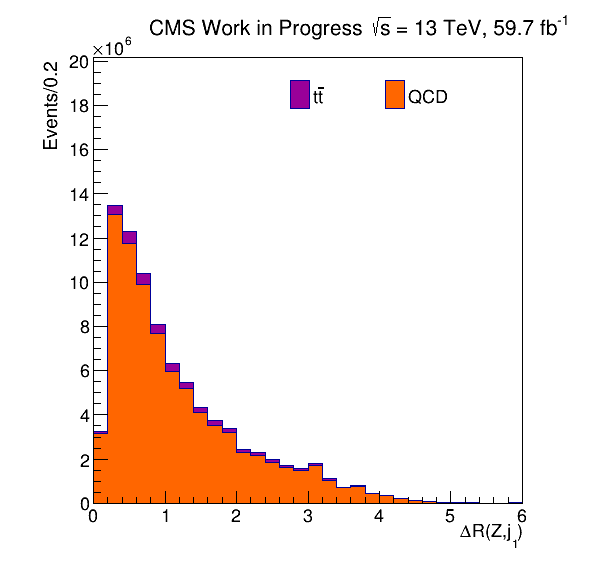 CMS Work in Progress √s = 13 TeV, 59.7 fb⁻¹
×10⁶
Events/0.2
tt̄
QCD
20
18
16
14
12
10
8
6
4
2
0
0 1 2 3 4 5 6
ΔR(Z,j₁)